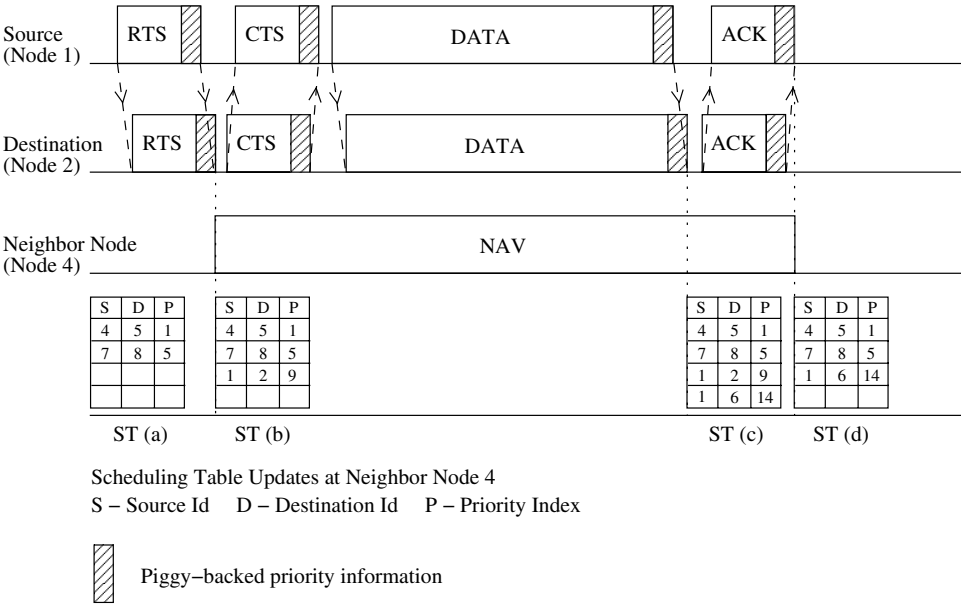 Source
(Node 1)
RTS
CTS
DATA
ACK
Destination
(Node 2)
RTS
CTS
DATA
ACK
Neighbor Node
(Node 4)
NAV
S D P
4 5 1
7 8 5
S D P
4 5 1
7 8 5
1 2 9
S D P
4 5 1
7 8 5
1 2 9
1 6 14
S D P
4 5 1
7 8 5
1 6 14
ST (a)
ST (b)
ST (c)
ST (d)
Scheduling Table Updates at Neighbor Node 4
S − Source Id D − Destination Id P − Priority Index
Piggy−backed priority information